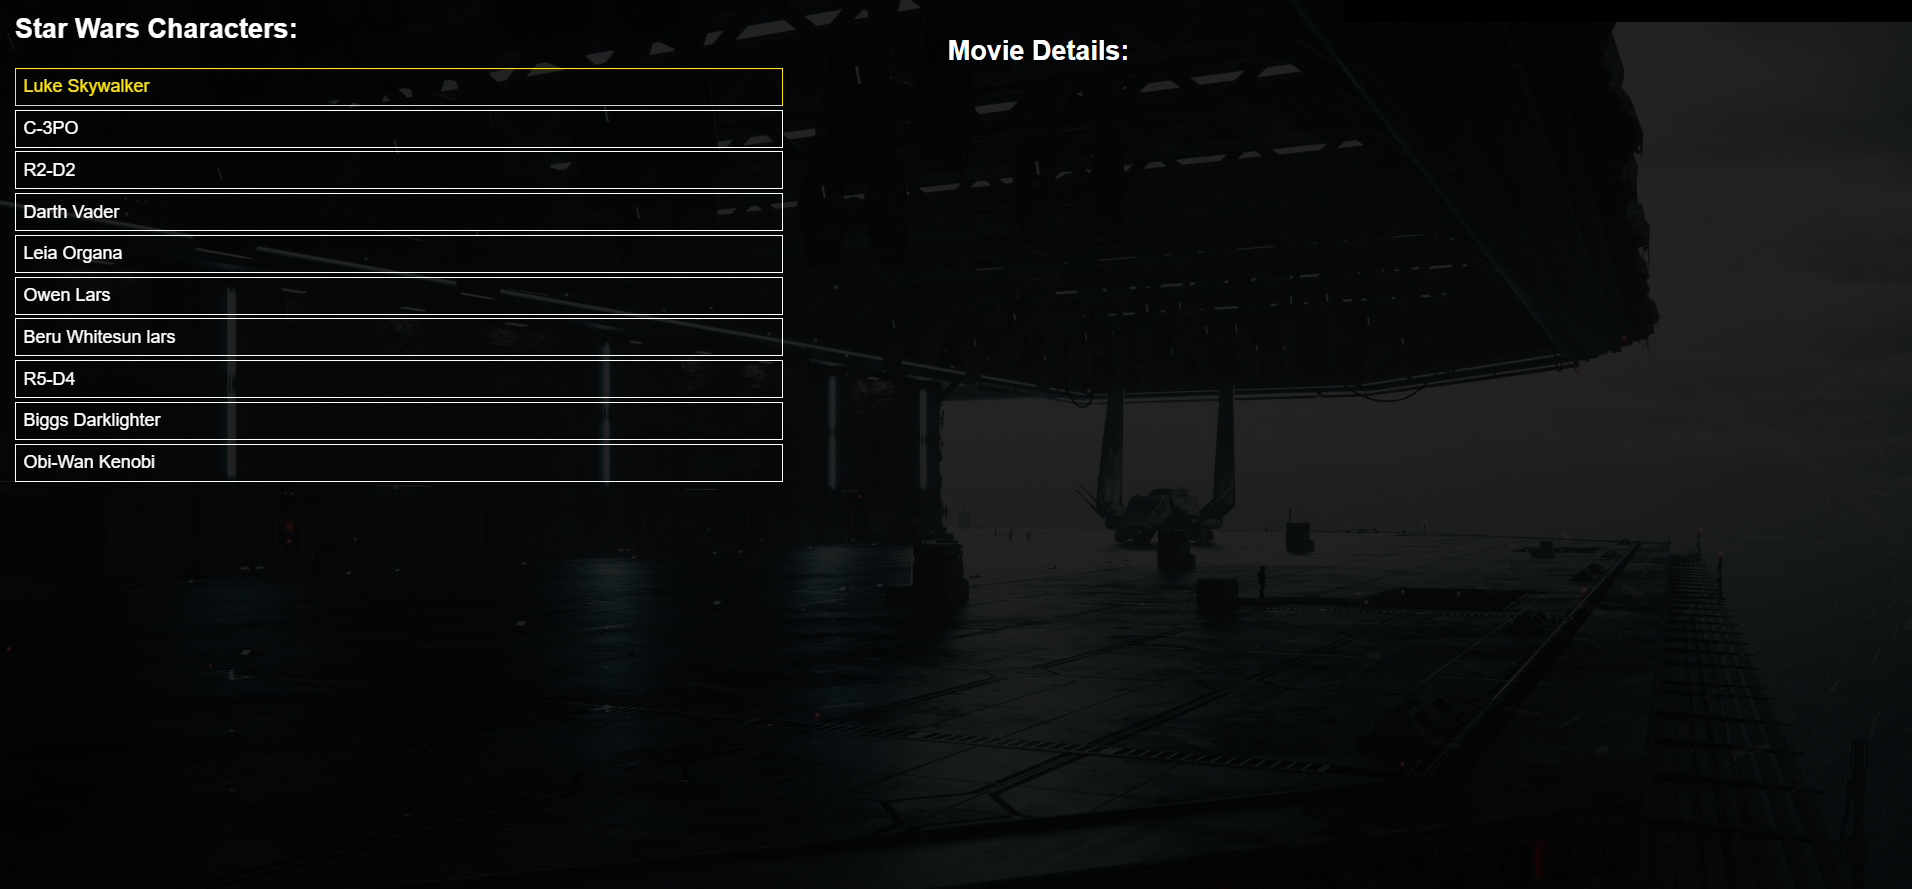 Star Wars Characters:
Luke Skywalker
C-3PO
R2-D2
Darth Vader
Leia Organa
Owen Lars
Beru Whitesun lars
R5-D4
Biggs Darklighter
Obi-Wan Kenobi
Movie Details: